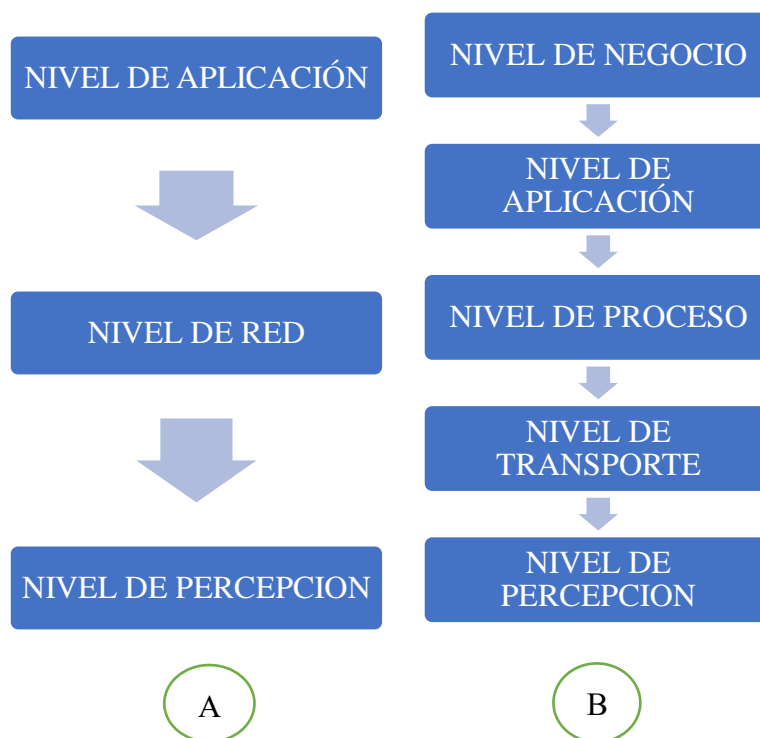 NIVEL DE APLICACIÓN
NIVEL DE RED
NIVEL DE PERCEPCION
A
NIVEL DE NEGOCIO
NIVEL DE
APLICACIÓN
NIVEL DE PROCESO
NIVEL DE
TRANSPORTE
NIVEL DE
PERCEPCION
B